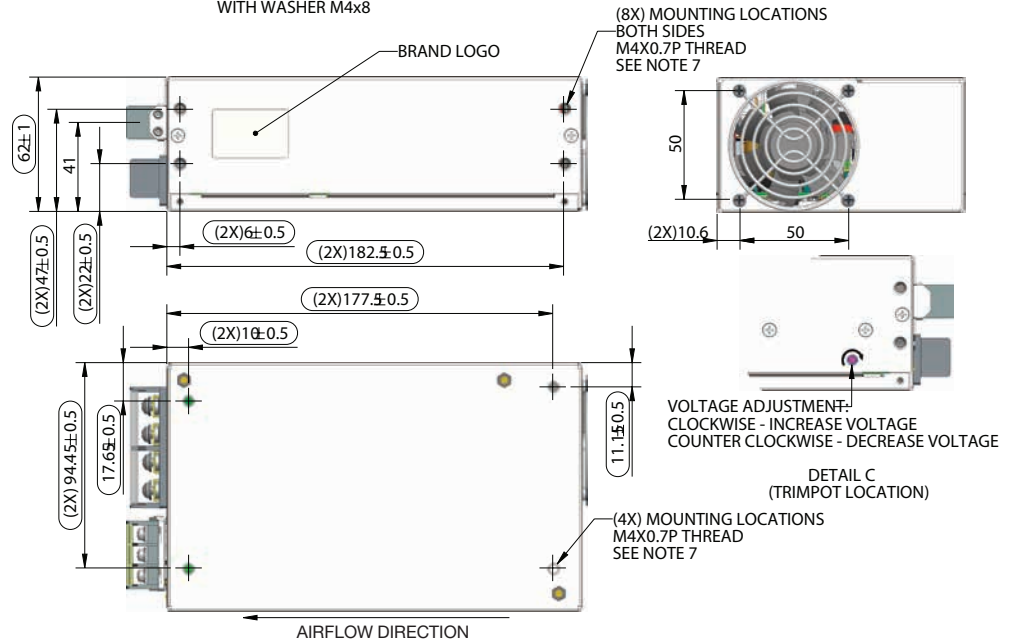 WITH WASHER M4x8
(8X) MOUNTING LOCATIONS
BOTH SIDES
M4X0.7P THREAD
SEE NOTE 7
BRAND LOGO
62±1
41
(2X)47±0.5
(2X)22±0.5
(2X)6±0.5
(2X)182.5±0.5
50
(2X)10.6
50
(2X)177.5±0.5
(2X)10±0.5
(2X) 94.45±0.5
17.65±0.5
11.15±0.5
VOLTAGE ADJUSTMENT:
CLOCKWISE - INCREASE VOLTAGE
COUNTER CLOCKWISE - DECREASE VOLTAGE
DETAIL C
(TRIMPOT LOCATION)
(4X) MOUNTING LOCATIONS
M4X0.7P THREAD
SEE NOTE 7
AIRFLOW DIRECTION